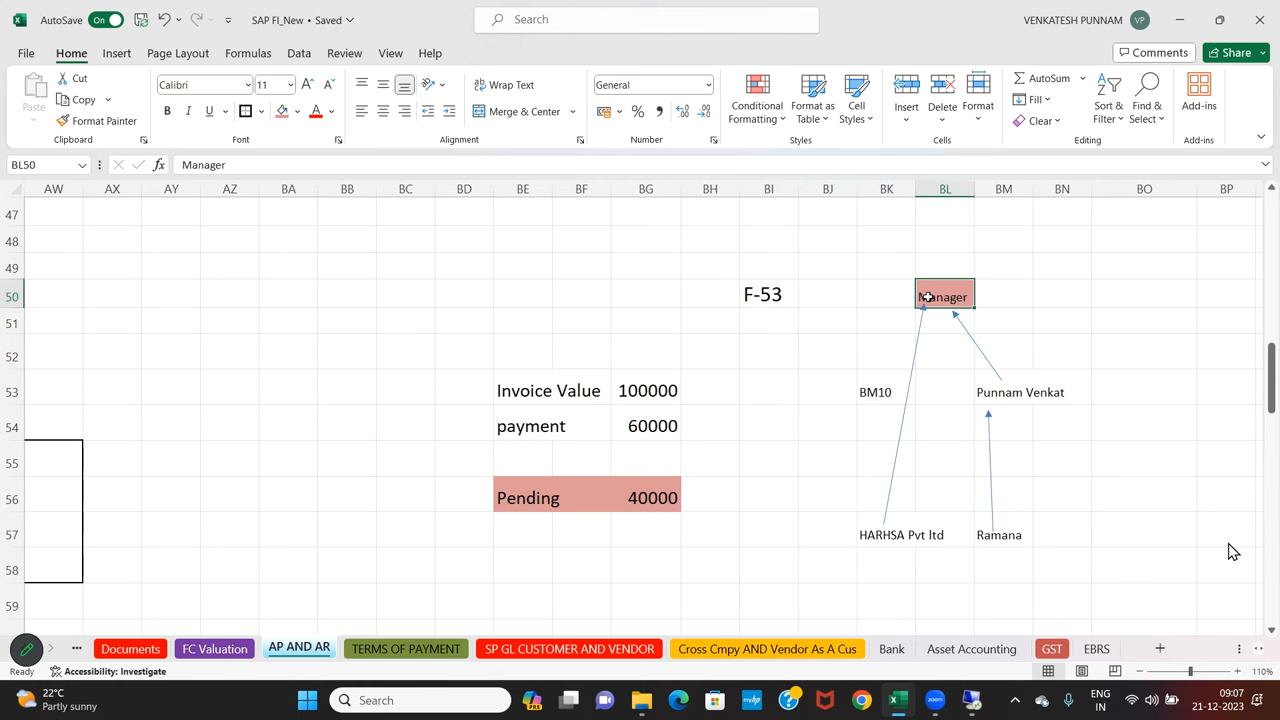 AutoSave On SAP FI_New • Saved Search VENKATESH PUNNAM VP
File Home Insert Page Layout Formulas Data Review View Help Comments Share
Paste Cut Copy Format Painter Clipboard
Calibri 11 B I U Font
Wrap Text Merge & Center Alignment
General Number
Conditional Formatting Format as Table Cell Styles Styles
Insert Delete Format Cells
AutoSum Fill Clear Sort & Filter Find & Select Editing
Add-ins Add-ins
BL50 fx Manager
AW AX AY AZ BA BB BC BD BE BF BG BH BI BJ BK BL BM BN BO BP
47
48
49
50 F-53 Manager
51
52
53 Invoice Value 100000 BM10 Punnam Venkat
54 payment 60000
55
56 Pending 40000
57 HARHSA Pvt ltd Ramana
58
59
Documents FC Valuation AP AND AR TERMS OF PAYMENT SP GL CUSTOMER AND VENDOR Cross Cmpy AND Vendor As A Cus Bank Asset Accounting GST EBRS
Ready Accessibility: Investigate 110%
22°C
Partly sunny
Search
ENG
IN
09:07
21-12-2023